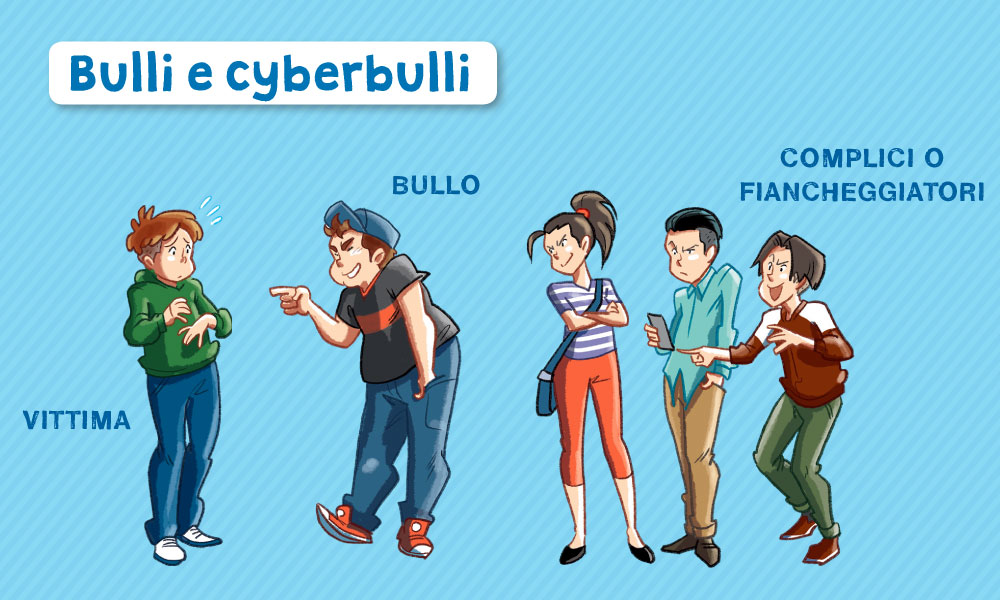 Bulli e cyberbulli
BULLO
COMPLICI O
FIANCHEGGIATORI
VITTIMA